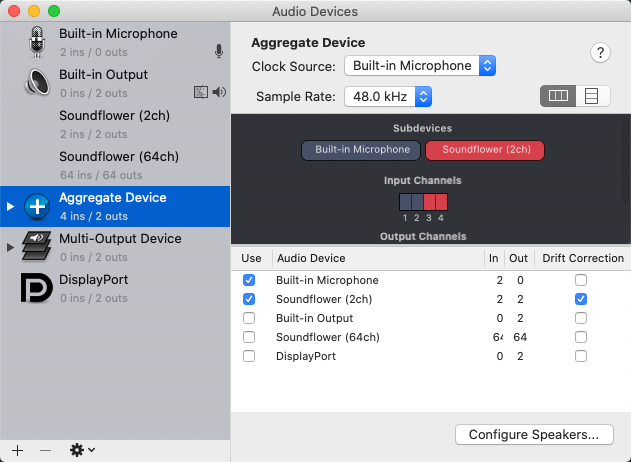 Audio Devices
Built-in Microphone
2 ins / 0 outs
Built-in Output
0 ins / 2 outs
Soundflower (2ch)
2 ins / 2 outs
Soundflower (64ch)
64 ins / 64 outs
Aggregate Device
4 ins / 2 outs
Multi-Output Device
0 ins / 2 outs
DisplayPort
0 ins / 2 outs
Aggregate Device
?
Clock Source: Built-in Microphone
Sample Rate: 48.0 kHz
Subdevices
Built-in Microphone Soundflower (2ch)
Input Channels
1 2 3 4
Output Channels
Use Audio Device In Out Drift Correction
Built-in Microphone 2 0
Soundflower (2ch) 2 2
Built-in Output 0 2
Soundflower (64ch) 64 64
DisplayPort 0 2
Configure Speakers...